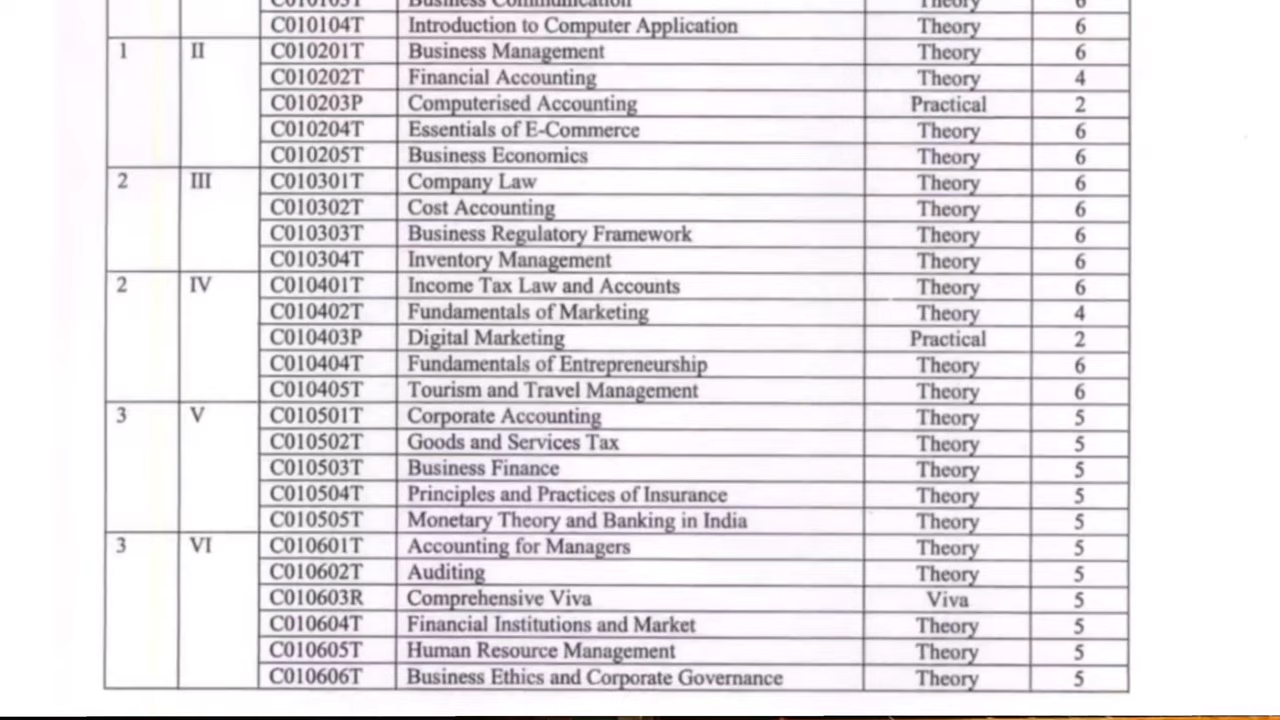 C010103T Business Communication Theory 6
C010104T Introduction to Computer Application Theory 6
1 II C010201T Business Management Theory 6
C010202T Financial Accounting Theory 4
C010203P Computerised Accounting Practical 2
C010204T Essentials of E-Commerce Theory 6
C010205T Business Economics Theory 6
2 III C010301T Company Law Theory 6
C010302T Cost Accounting Theory 6
C010303T Business Regulatory Framework Theory 6
C010304T Inventory Management Theory 6
2 IV C010401T Income Tax Law and Accounts Theory 6
C010402T Fundamentals of Marketing Theory 4
C010403P Digital Marketing Practical 2
C010404T Fundamentals of Entrepreneurship Theory 6
C010405T Tourism and Travel Management Theory 6
3 V C010501T Corporate Accounting Theory 5
C010502T Goods and Services Tax Theory 5
C010503T Business Finance Theory 5
C010504T Principles and Practices of Insurance Theory 5
C010505T Monetary Theory and Banking in India Theory 5
3 VI C010601T Accounting for Managers Theory 5
C010602T Auditing Theory 5
C010603R Comprehensive Viva Viva 5
C010604T Financial Institutions and Market Theory 5
C010605T Human Resource Management Theory 5
C010606T Business Ethics and Corporate Governance Theory 5